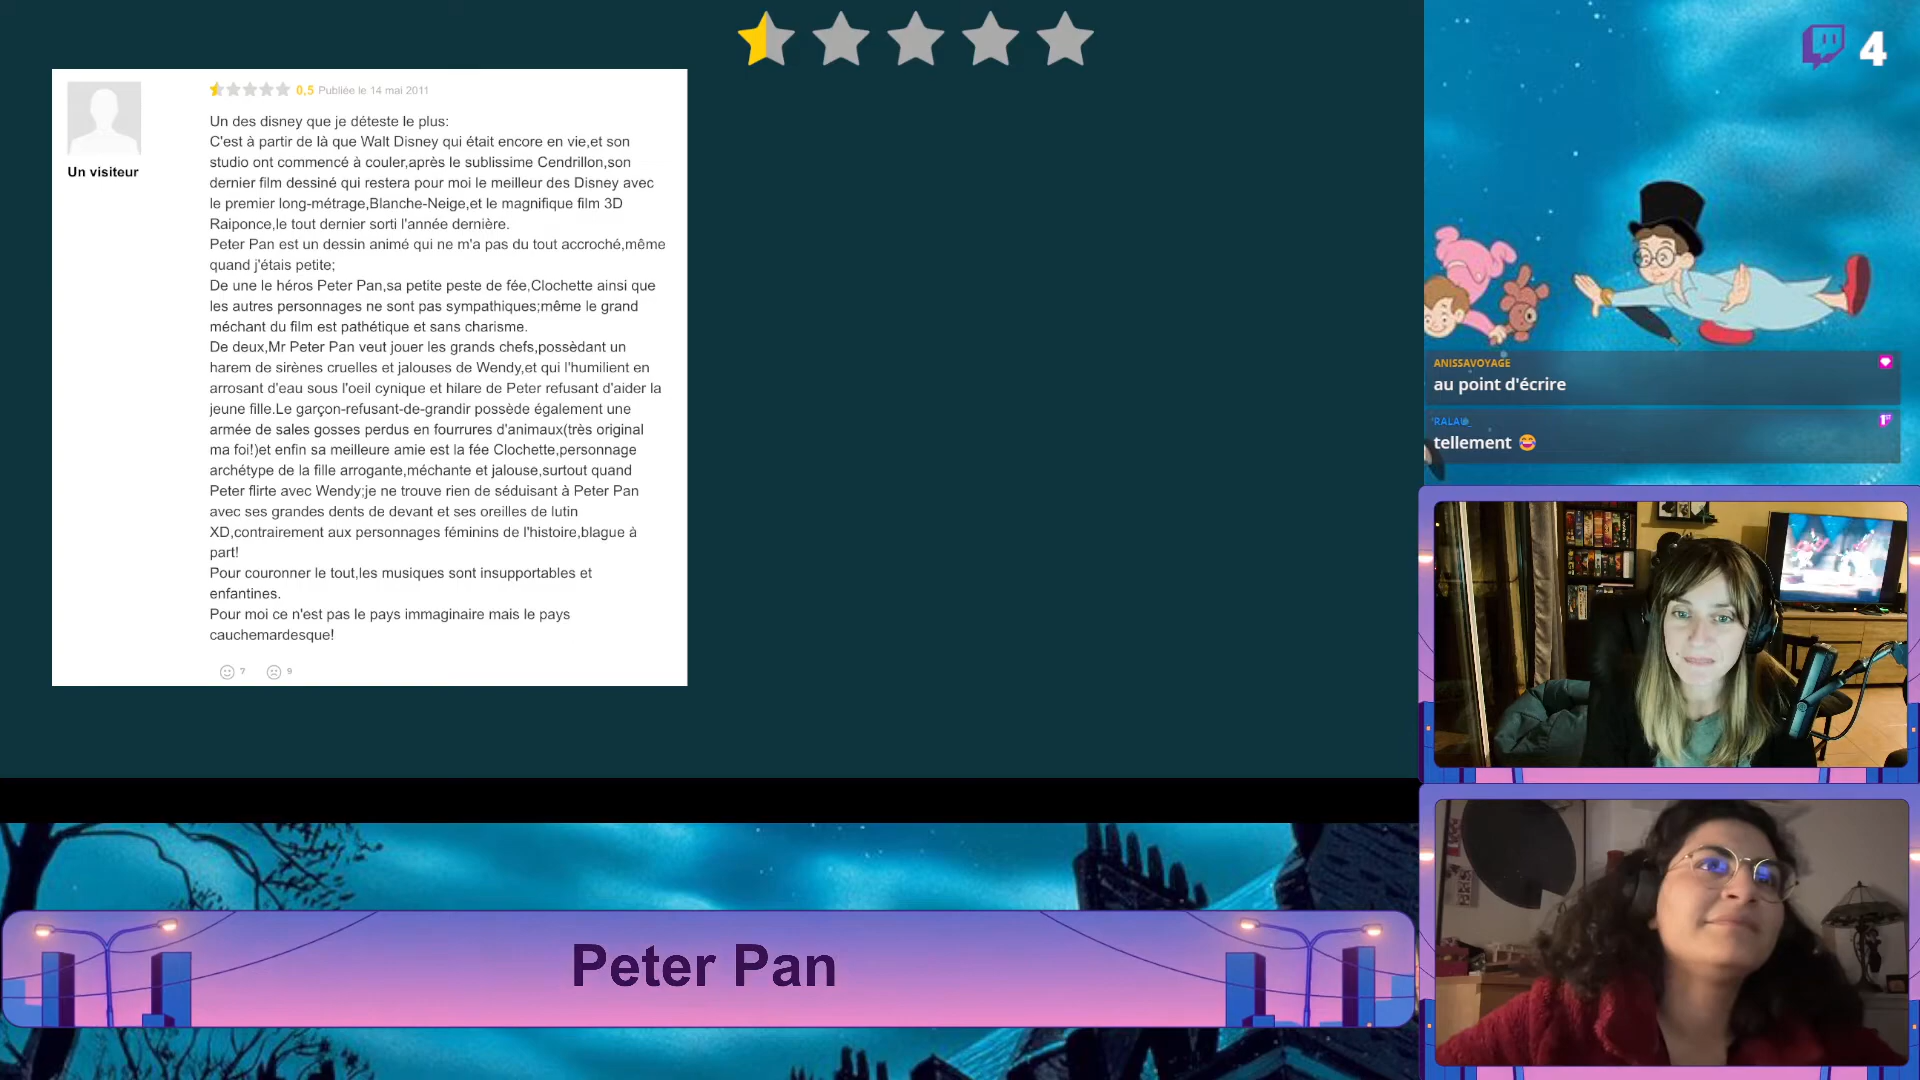 0,5 Publiée le 14 mai 2011
Un visiteur
Un des disney que je déteste le plus:
C'est à partir de là que Walt Disney qui était encore en vie,et son
studio ont commencé à couler,après le sublissime Cendrillon,son
dernier film dessiné qui restera pour moi le meilleur des Disney avec
le premier long-métrage,Blanche-Neige,et le magnifique film 3D
Raiponce,le tout dernier sorti l'année dernière.
Peter Pan est un dessin animé qui ne m'a pas du tout accroché,même
quand j'étais petite;
De une le héros Peter Pan,sa petite peste de fée,Clochette ainsi que
les autres personnages ne sont pas sympathiques;même le grand
méchant du film est pathétique et sans charisme.
De deux,Mr Peter Pan veut jouer les grands chefs,possèdant un
harem de sirènes cruelles et jalouses de Wendy,et qui l'humilient en
arrosant d'eau sous l'oeil cynique et hilare de Peter refusant d'aider la
jeune fille.Le garçon-refusant-de-grandir possède également une
armée de sales gosses perdus en fourrures d'animaux(très original
ma foi!)et enfin sa meilleure amie est la fée Clochette,personnage
archétype de la fille arrogante,méchante et jalouse,surtout quand
Peter flirte avec Wendy;je ne trouve rien de séduisant à Peter Pan
avec ses grandes dents de devant et ses oreilles de lutin
XD,contrairement aux personnages féminins de l'histoire,blague à
part!
Pour couronner le tout,les musiques sont insupportables et
enfantines.
Pour moi ce n'est pas le pays immaginaire mais le pays
cauchemardesque!
7 9
4
ANISSAVOYAGE
au point d'écrire
tellement 😂
Peter Pan